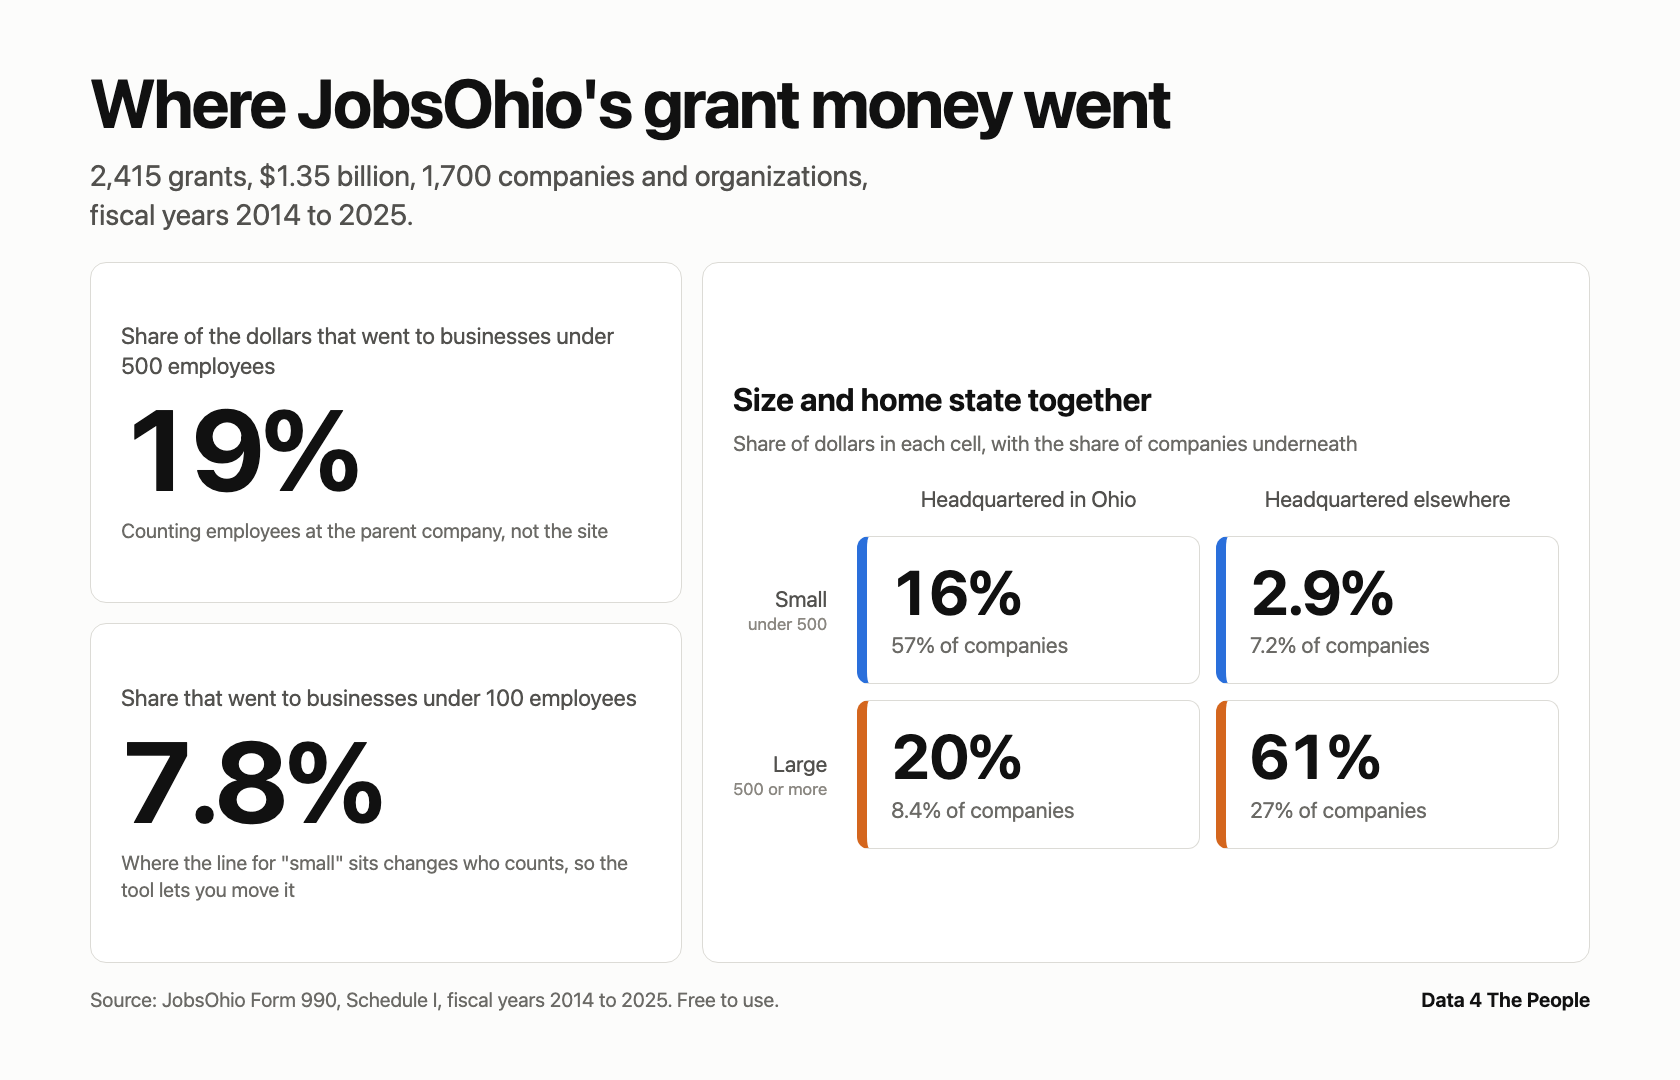 Where JobsOhio's grant money went
2,415 grants, $1.35 billion, 1,700 companies and organizations,
fiscal years 2014 to 2025.
Share of the dollars that went to businesses under
500 employees
19%
Counting employees at the parent company, not the site
Share that went to businesses under 100 employees
7.8%
Where the line for "small" sits changes who counts, so the
tool lets you move it
Size and home state together
Share of dollars in each cell, with the share of companies underneath
Headquartered in Ohio
Headquartered elsewhere
Small
under 500
16%
57% of companies
2.9%
7.2% of companies
Large
500 or more
20%
8.4% of companies
61%
27% of companies
Source: JobsOhio Form 990, Schedule I, fiscal years 2014 to 2025. Free to use.
Data 4 The People